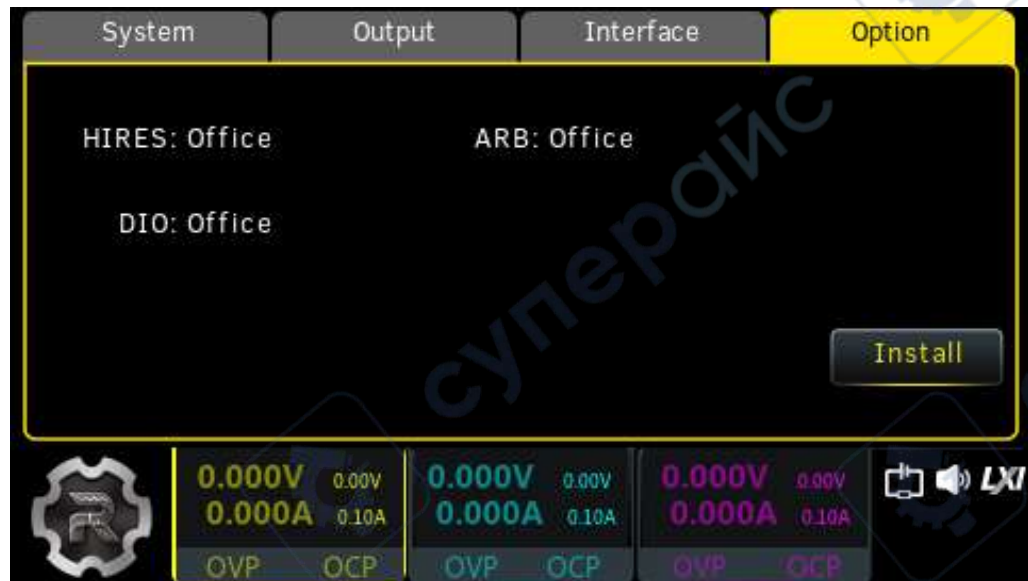 System Output Interface Option
HIRES: Office ARB: Office
DIO: Office
Install
0.000V 0.00V 0.000V 0.00V 0.000V 0.00V
0.000A 0.10A 0.000A 0.10A 0.000A 0.10A
OVP OCP OVP OCP OVP OCP
LXI
суперайс